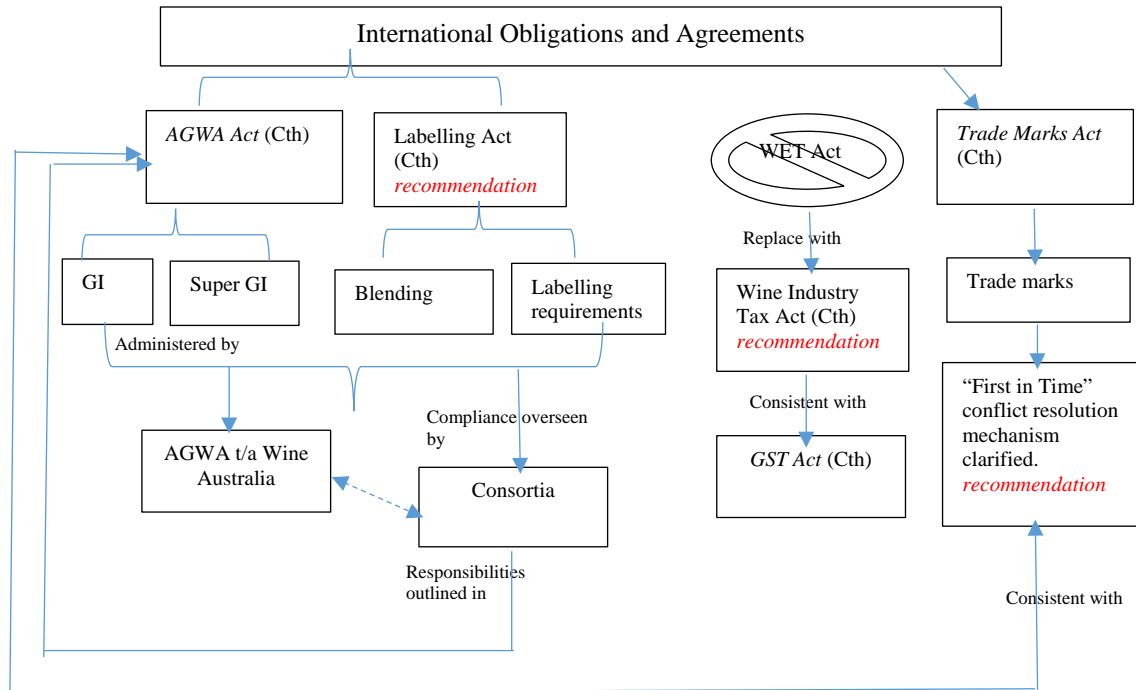 International Obligations and Agreements
AGWA Act (Cth)
Labelling Act
(Cth)
recommendation
WET Act
Trade Marks Act
(Cth)
Replace with
GI
Super GI
Blending
Labelling
requirements
Wine Industry
Tax Act (Cth)
recommendation
Trade marks
Administered by
Compliance overseen
by
Consistent with
“First in Time”
conflict resolution
mechanism
clarified.
recommendation
AGWA t/a Wine
Australia
Consortia
GST Act (Cth)
Responsibilities
outlined in
Consistent with